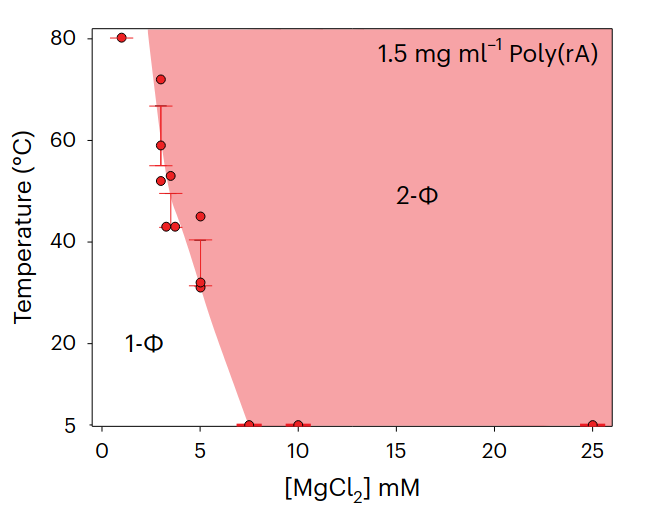 80
1.5 mg ml⁻¹ Poly(rA)
60
2-Φ
40
20
1-Φ
5
0 5 10 15 20 25
Temperature (°C)
[MgCl₂] mM